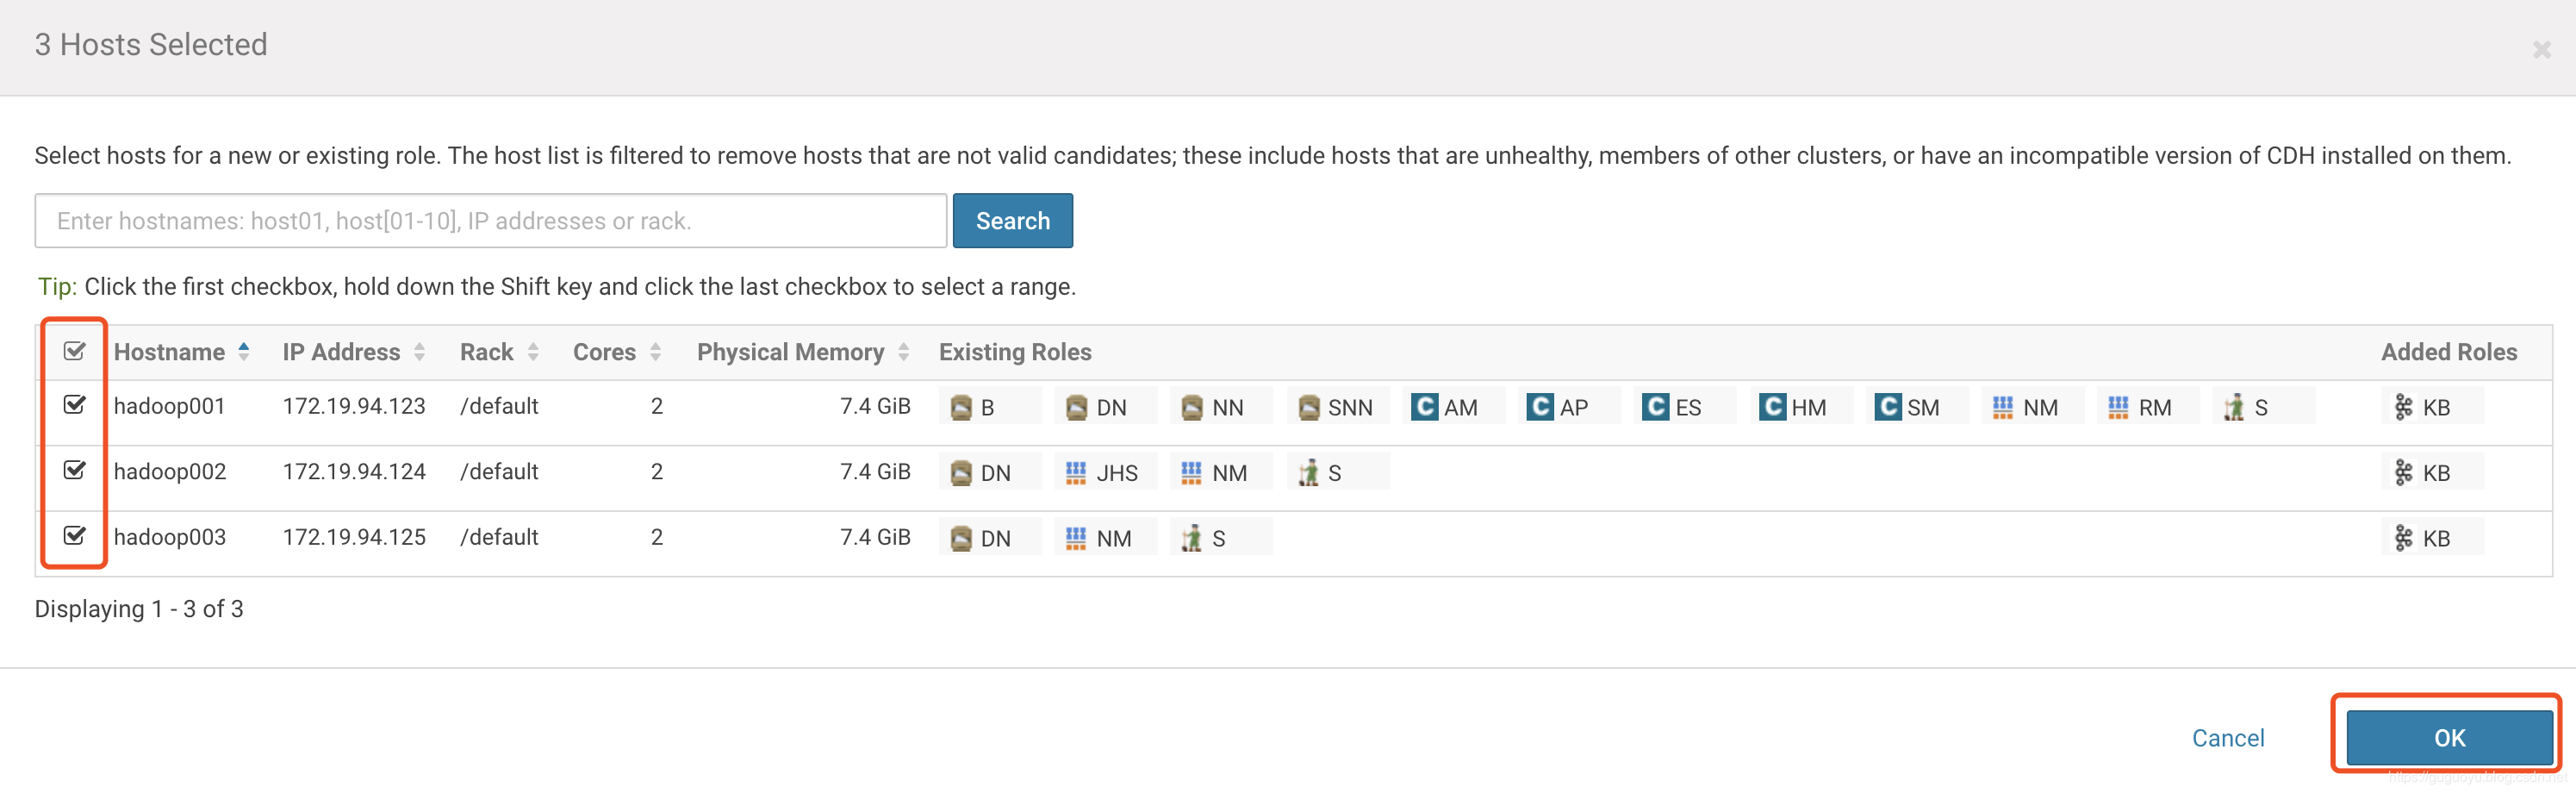 3 Hosts Selected
Select hosts for a new or existing role. The host list is filtered to remove hosts that are not valid candidates; these include hosts that are unhealthy, members of other clusters, or have an incompatible version of CDH installed on them.
Enter hostnames: host01, host[01-10], IP addresses or rack. Search
Tip: Click the first checkbox, hold down the Shift key and click the last checkbox to select a range.
Hostname IP Address Rack Cores Physical Memory Existing Roles Added Roles
hadoop001 172.19.94.123 /default 2 7.4 GiB B DN NN SNN C AM C AP C ES C HM C SM NM RM S KB
hadoop002 172.19.94.124 /default 2 7.4 GiB DN JHS NM S KB
hadoop003 172.19.94.125 /default 2 7.4 GiB DN NM S KB
Displaying 1 - 3 of 3
Cancel OK